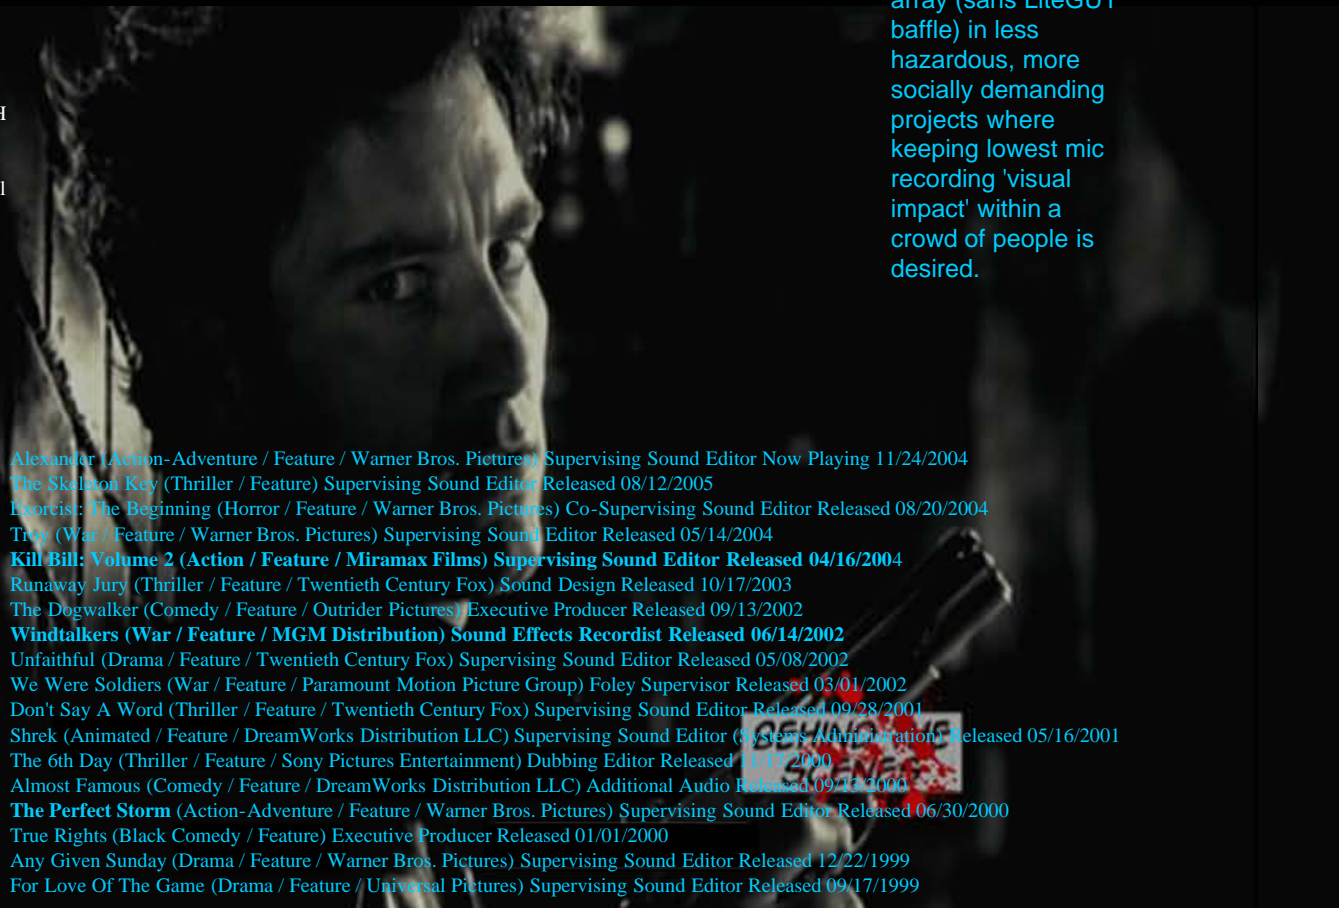 array (sans LiteGUY
baffle) in less
hazardous, more
socially demanding
projects where
keeping lowest mic
recording 'visual
impact' within a
crowd of people is
desired.
H
l
Alexander (Action-Adventure / Feature / Warner Bros. Pictures) Supervising Sound Editor Now Playing 11/24/2004
The Skeleton Key (Thriller / Feature) Supervising Sound Editor Released 08/12/2005
Exorcist: The Beginning (Horror / Feature / Warner Bros. Pictures) Co-Supervising Sound Editor Released 08/20/2004
Troy (War / Feature / Warner Bros. Pictures) Supervising Sound Editor Released 05/14/2004
Kill Bill: Volume 2 (Action / Feature / Miramax Films) Supervising Sound Editor Released 04/16/2004
Runaway Jury (Thriller / Feature / Twentieth Century Fox) Sound Design Released 10/17/2003
The Dogwalker (Comedy / Feature / Outrider Pictures) Executive Producer Released 09/13/2002
Windtalkers (War / Feature / MGM Distribution) Sound Effects Recordist Released 06/14/2002
Unfaithful (Drama / Feature / Twentieth Century Fox) Supervising Sound Editor Released 05/08/2002
We Were Soldiers (War / Feature / Paramount Motion Picture Group) Foley Supervisor Released 03/01/2002
Don't Say A Word (Thriller / Feature / Twentieth Century Fox) Supervising Sound Editor Released 09/28/2001
Shrek (Animated / Feature / DreamWorks Distribution LLC) Supervising Sound Editor (Systems Administration) Released 05/16/2001
The 6th Day (Thriller / Feature / Sony Pictures Entertainment) Dubbing Editor Released 11/17/2000
Almost Famous (Comedy / Feature / DreamWorks Distribution LLC) Additional Audio Released 09/13/2000
The Perfect Storm (Action-Adventure / Feature / Warner Bros. Pictures) Supervising Sound Editor Released 06/30/2000
True Rights (Black Comedy / Feature) Executive Producer Released 01/01/2000
Any Given Sunday (Drama / Feature / Warner Bros. Pictures) Supervising Sound Editor Released 12/22/1999
For Love Of The Game (Drama / Feature / Universal Pictures) Supervising Sound Editor Released 09/17/1999
BEHIND THE
SCENES